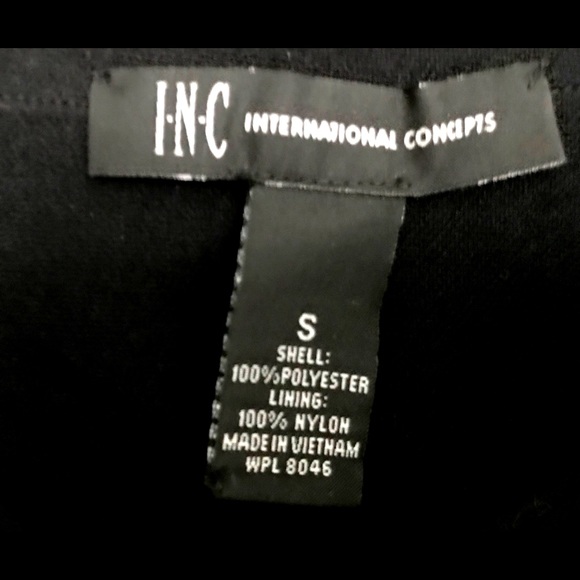 I·N·C INTERNATIONAL CONCEPTS
S
SHELL:
100%POLYESTER
LINING:
100% NYLON
MADE IN VIETNAM
WPL 8046